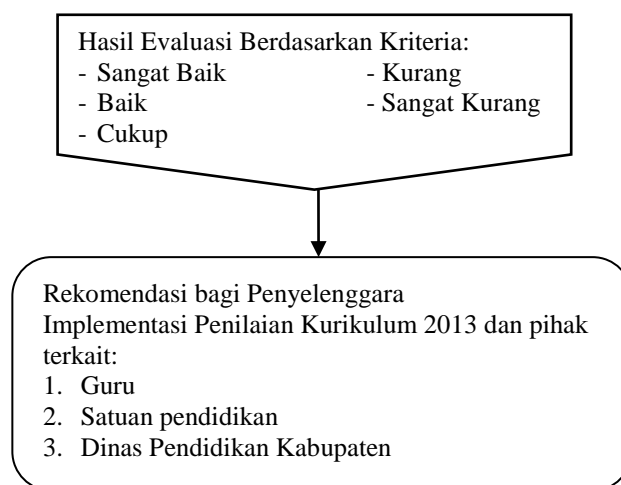 Hasil Evaluasi Berdasarkan Kriteria:
- Sangat Baik - Kurang
- Baik - Sangat Kurang
- Cukup
Rekomendasi bagi Penyelenggara
Implementasi Penilaian Kurikulum 2013 dan pihak
terkait:
1. Guru
2. Satuan pendidikan
3. Dinas Pendidikan Kabupaten